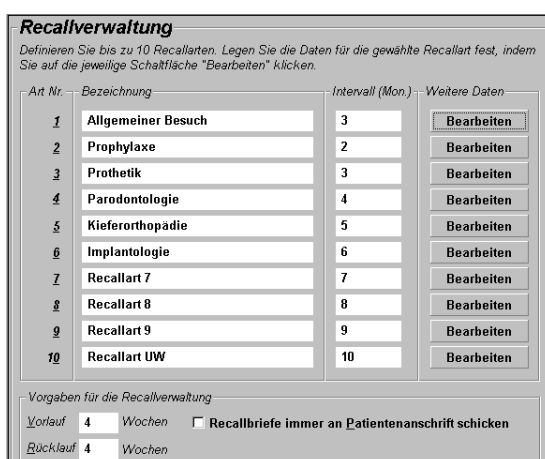 Recallverwaltung
Definieren Sie bis zu 10 Recallarten. Legen Sie die Daten für die gewählte Recallart fest, indem
Sie auf die jeweilige Schaltfläche "Bearbeiten" klicken.
Art Nr. Bezeichnung Intervall (Mon.) Weitere Daten
1 Allgemeiner Besuch 3 Bearbeiten
2 Prophylaxe 2 Bearbeiten
3 Prothetik 3 Bearbeiten
4 Parodontologie 4 Bearbeiten
5 Kieferorthopädie 5 Bearbeiten
6 Implantologie 6 Bearbeiten
7 Recallart 7 7 Bearbeiten
8 Recallart 8 8 Bearbeiten
9 Recallart 9 9 Bearbeiten
10 Recallart UW 10 Bearbeiten
Vorgaben für die Recallverwaltung
Vorlauf 4 Wochen Recallbriefe immer an Patientenanschrift schicken
Rücklauf 4 Wochen